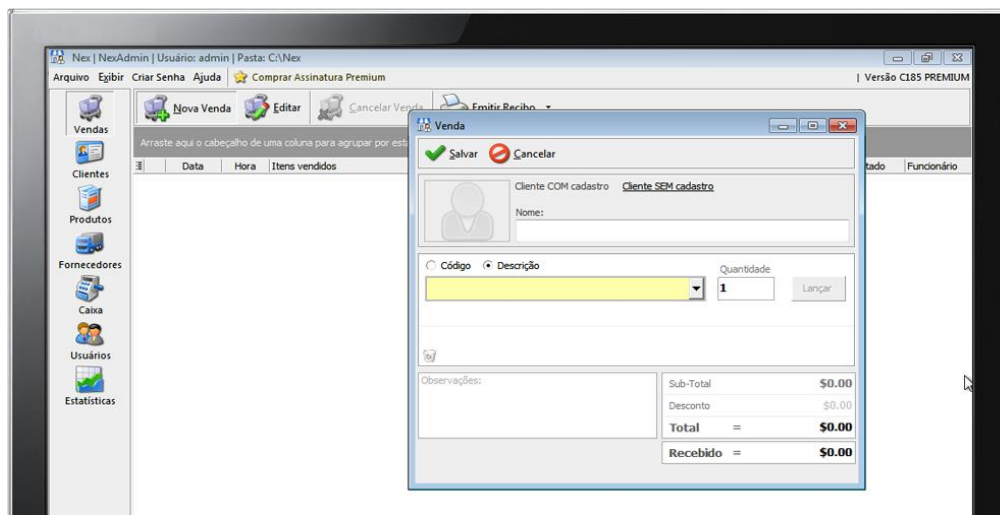 Nex | NexAdmin | Usuário: admin | Pasta: C:\Nex
Arquivo Exibir Criar Senha Ajuda Comprar Assinatura Premium | Versão C185 PREMIUM
Nova Venda Editar Cancelar Venda Emitir Recibo
Arraste aqui o cabeçalho de uma coluna para agrupar por
Data Hora Itens vendidos Funcionário
Vendas
Clientes
Produtos
Fornecedores
Caixa
Usuários
Estatísticas
Venda
Salvar Cancelar
Cliente COM cadastro Cliente SEM cadastro
Nome:
Código Descrição Quantidade
1 Lançar
Observações:
Sub-Total $0.00
Desconto $0.00
Total = $0.00
Recebido = $0.00